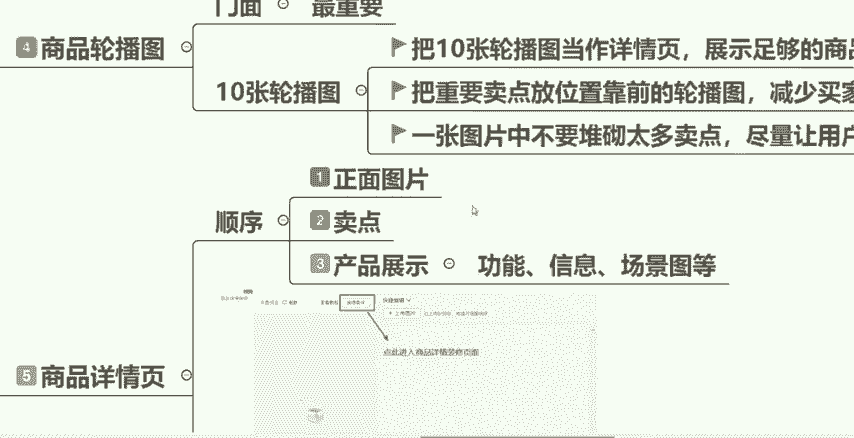 门面 最重要
4 商品轮播图
把10张轮播图当作详情页，展示足够的商品
10张轮播图
把重要卖点放位置靠前的轮播图，减少买家
一张图片中不要堆砌太多卖点，尽量让用户
1 正面图片
顺序
2 卖点
3 产品展示 功能、信息、场景图等
点此进入商品详情装修页面
5 商品详情页